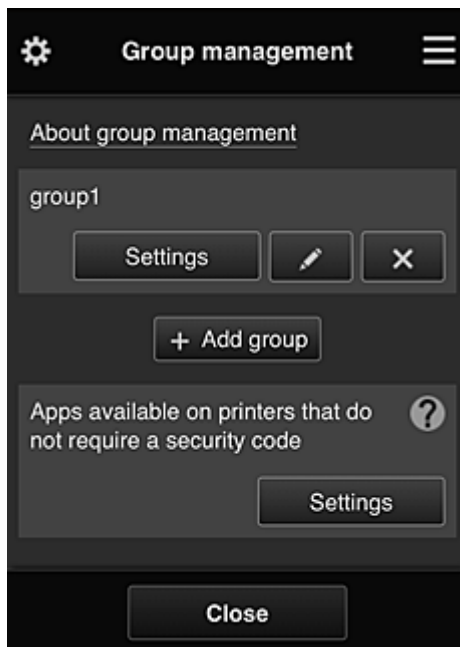 Group management
About group management
group1
Settings
+ Add group
Apps available on printers that do
not require a security code
?
Settings
Close